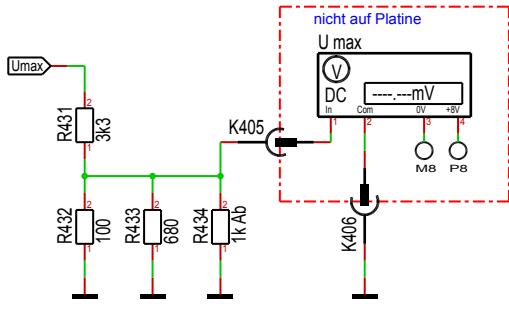 nicht auf Platine
U max
V
DC
----.---mV
In
Com
0V
+8V
1
2
3
4
M8
P8
Umax
2
R431
3k3
1
K405
2
R432
100
1
2
R433
680
1
2
R434
1k Ab
1
K406